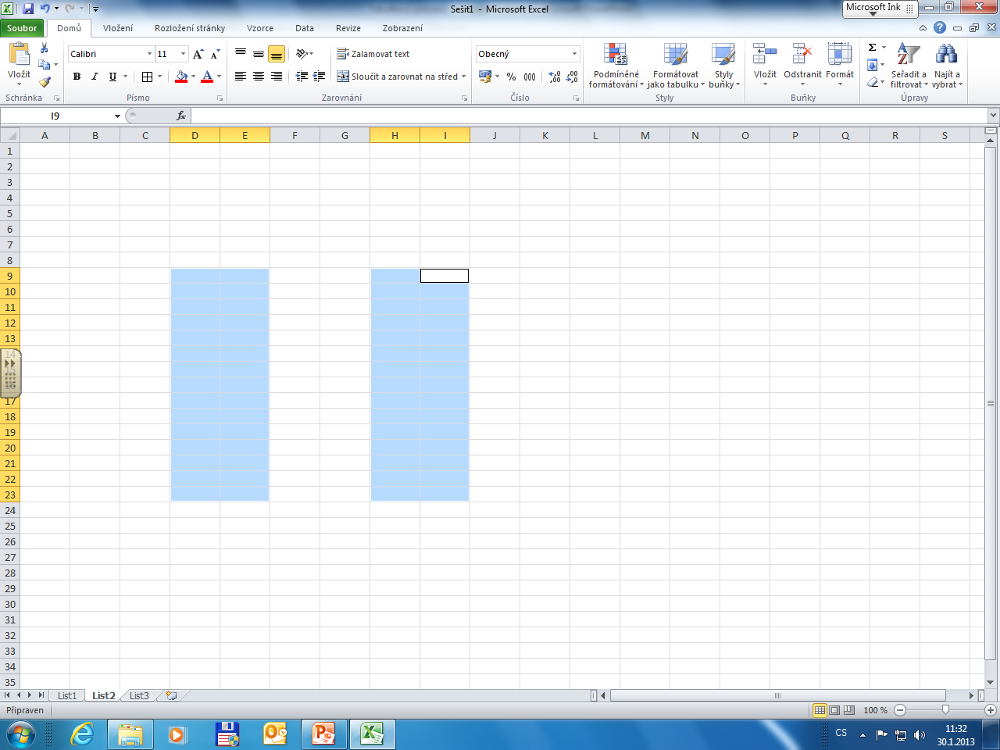 Sešit1 - Microsoft Excel
Microsoft Ink
Soubor Domů Vložení Rozložení stránky Vzorce Data Revize Zobrazení
Calibri 11 Zalamovat text Obecný
Vložit B I U A Sloučit a zarovnat na střed % 000
Podmíněné formátování
Formátovat jako tabulku
Styly buňky
Vložit Odstranit Formát
Seřadit a filtrovat
Najít a vybrat
Schránka Písmo Zarovnání Číslo Styly Buňky Úpravy
I9 fx
A B C D E F G H I J K L M N O P Q R S
1
2
3
4
5
6
7
8
9
10
11
12
13
14
15
16
17
18
19
20
21
22
23
24
25
26
27
28
29
30
31
32
33
34
35
List1 List2 List3
Připraven 100 %
CS 11:32
30.1.2013